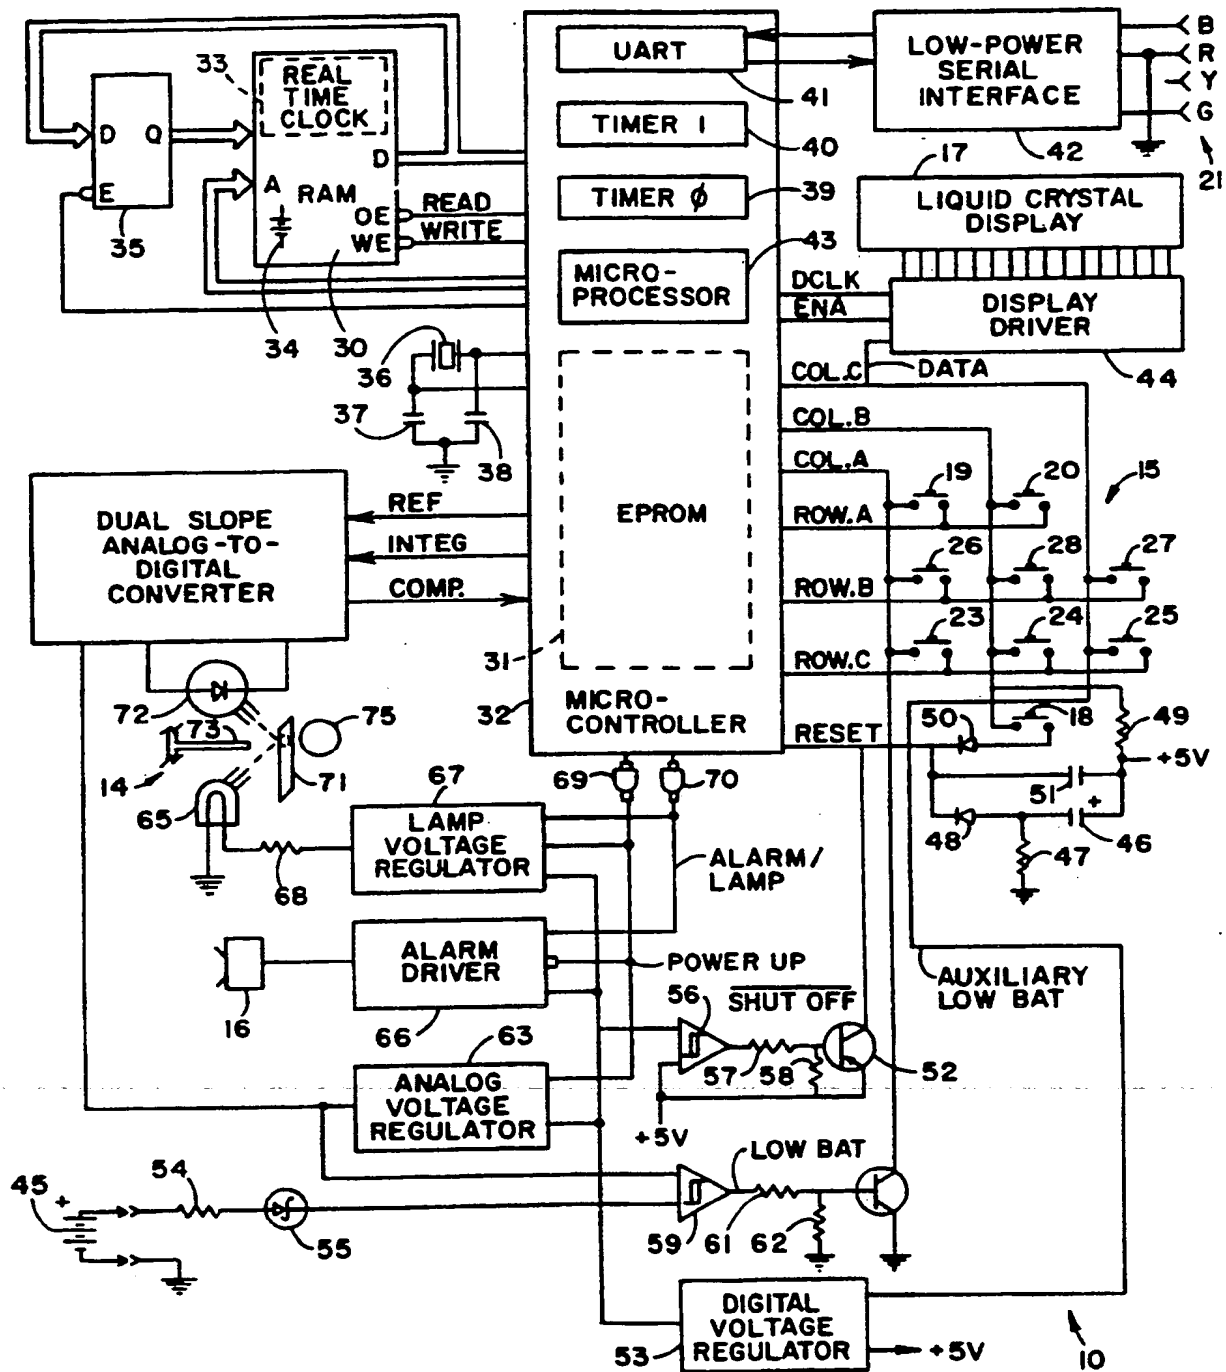 UART
41
TIMER 1
40
TIMER ∅
39
43
MICRO-
PROCESSOR
EPROM
31
32
MICRO-
CONTROLLER
LOW-POWER
SERIAL
INTERFACE
42
B
R
Y
G
21
17
LIQUID CRYSTAL
DISPLAY
DCLK
ENA
DISPLAY
DRIVER
44
COL.C
DATA
COL.B
COL.A
ROW.A
ROW.B
ROW.C
RESET
19
20
15
26
28
27
23
24
25
18
50
49
+5V
51
+
48
46
47
33
REAL
TIME
CLOCK
D
Q
E
35
A
RAM
D
OE
WE
READ
WRITE
34
30
36
37
38
DUAL SLOPE
ANALOG-TO-
DIGITAL
CONVERTER
REF
INTEG
COMP.
72
73
75
14
71
65
68
67
LAMP
VOLTAGE
REGULATOR
69
70
ALARM/
LAMP
ALARM
DRIVER
66
16
POWER UP
SHUT OFF
56
57
58
52
+5V
AUXILIARY
LOW BAT
63
ANALOG
VOLTAGE
REGULATOR
LOW BAT
59
61
62
45
+
54
55
DIGITAL
VOLTAGE
REGULATOR
53
+5V
10